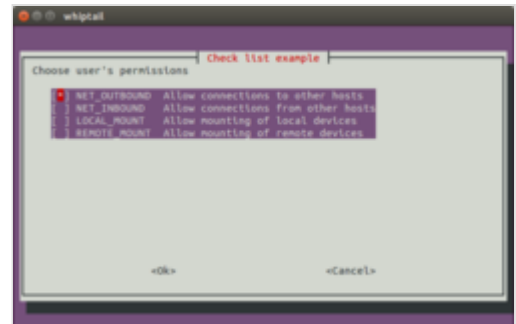 whiptail
Check list example
Choose user's permissions
[*] NET_OUTBOUND Allow connections to other hosts
[ ] NET_INBOUND Allow connections from other hosts
[ ] LOCAL_MOUNT Allow mounting of local devices
[ ] REMOTE_MOUNT Allow mounting of remote devices
<Ok> <Cancel>